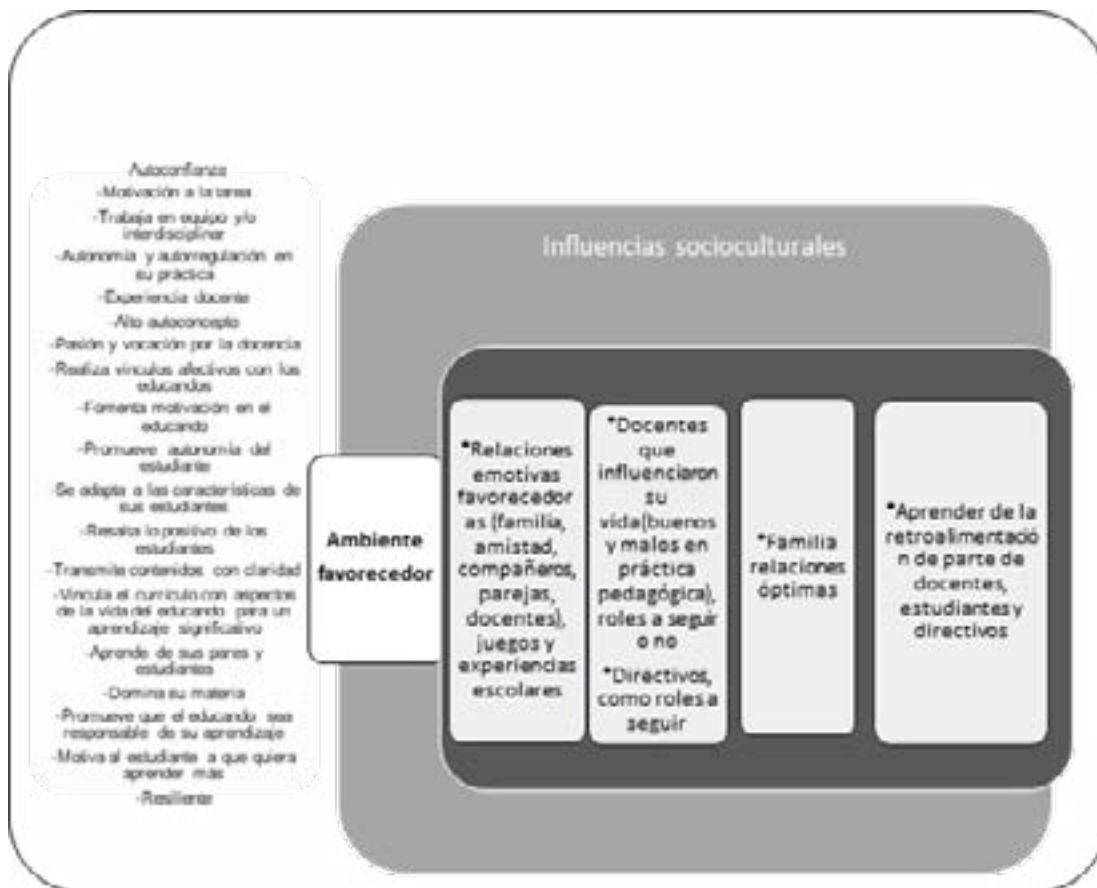 Autoconfianza
-Motivación a la tarea
-Trabaja en equipo y/o
interdisciplinar
-Autonomía y autorregulación en
su práctica
-Experiencia docente
-Alto autoconcepto
-Pasión y vocación por la docencia
-Realiza vínculos afectivos con los
educandos
-Fomenta motivación en el
educando
-Promueve autonomía del
estudiante
-Se adapta a las características de
sus estudiantes
-Resalta lo positivo de los
estudiantes
-Transmite contenidos con claridad
-Vincula el currículo con aspectos
de la vida del educando para un
aprendizaje significativo
-Aprende de sus pares y
estudiantes
-Domina su materia
-Promueve que el educando sea
responsable de su aprendizaje
-Motiva al estudiante a que quiera
aprender más
-Resiliente
Influencias socioculturales
Ambiente
favorecedor
*Relaciones
emotivas
favorecedor
as (familia,
amistad,
compañeros,
parejas,
docentes),
juegos y
experiencias
escolares
*Docentes
que
influenciaron
su
vida(buenos
y malos en
práctica
pedagógica),
roles a seguir
o no
*Directivos,
como roles a
seguir
*Familia
relaciones
óptimas
*Aprender de la
retroalimentació
n de parte de
docentes,
estudiantes y
directivos